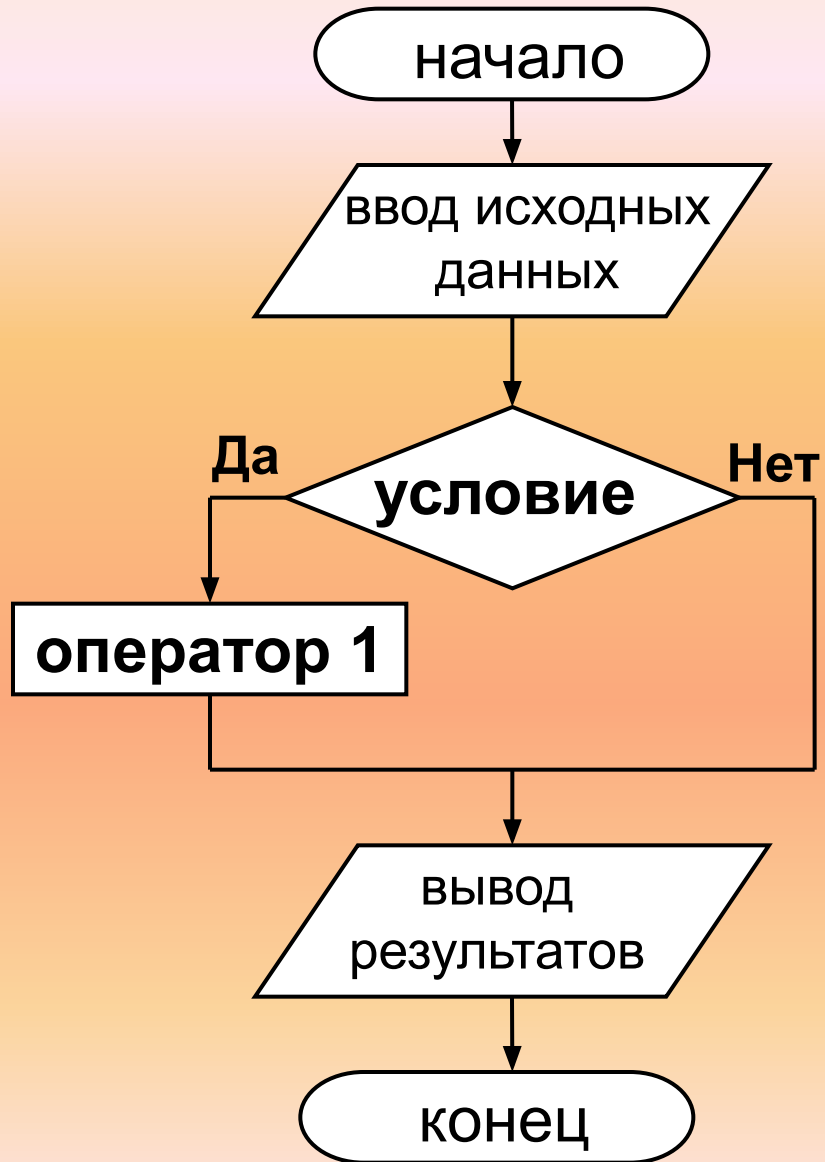 начало
ввод исходных
данных
Да
Нет
условие
оператор 1
вывод
результатов
конец